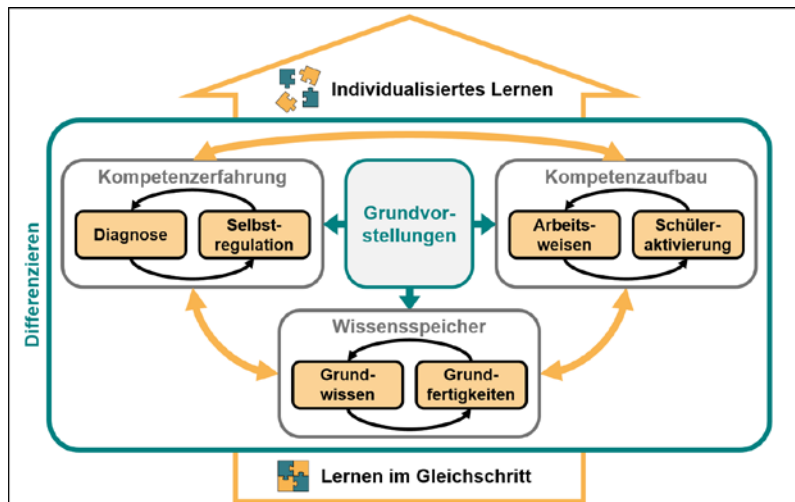 Individualisiertes Lernen
Differenzieren
Kompetenzerfahrung
Diagnose
Selbst-
regulation
Grundvor-
stellungen
Kompetenzaufbau
Arbeits-
weisen
Schüler-
aktivierung
Wissensspeicher
Grund-
wissen
Grund-
fertigkeiten
Lernen im Gleichschritt